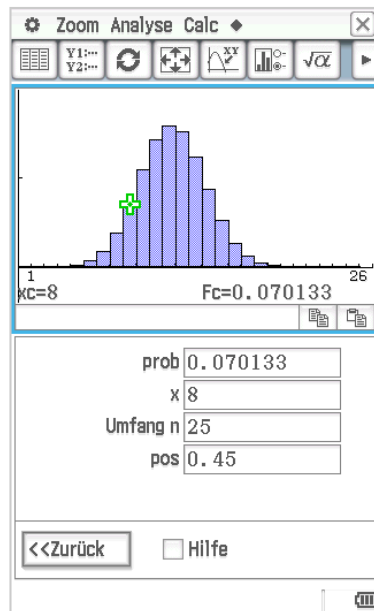 Zoom Analyse Calc
Y1:··· XY √α
Y2:···
1 26
xc=8 Fc=0.070133
prob 0.070133
x 8
Umfang n 25
pos 0.45
<<Zurück Hilfe